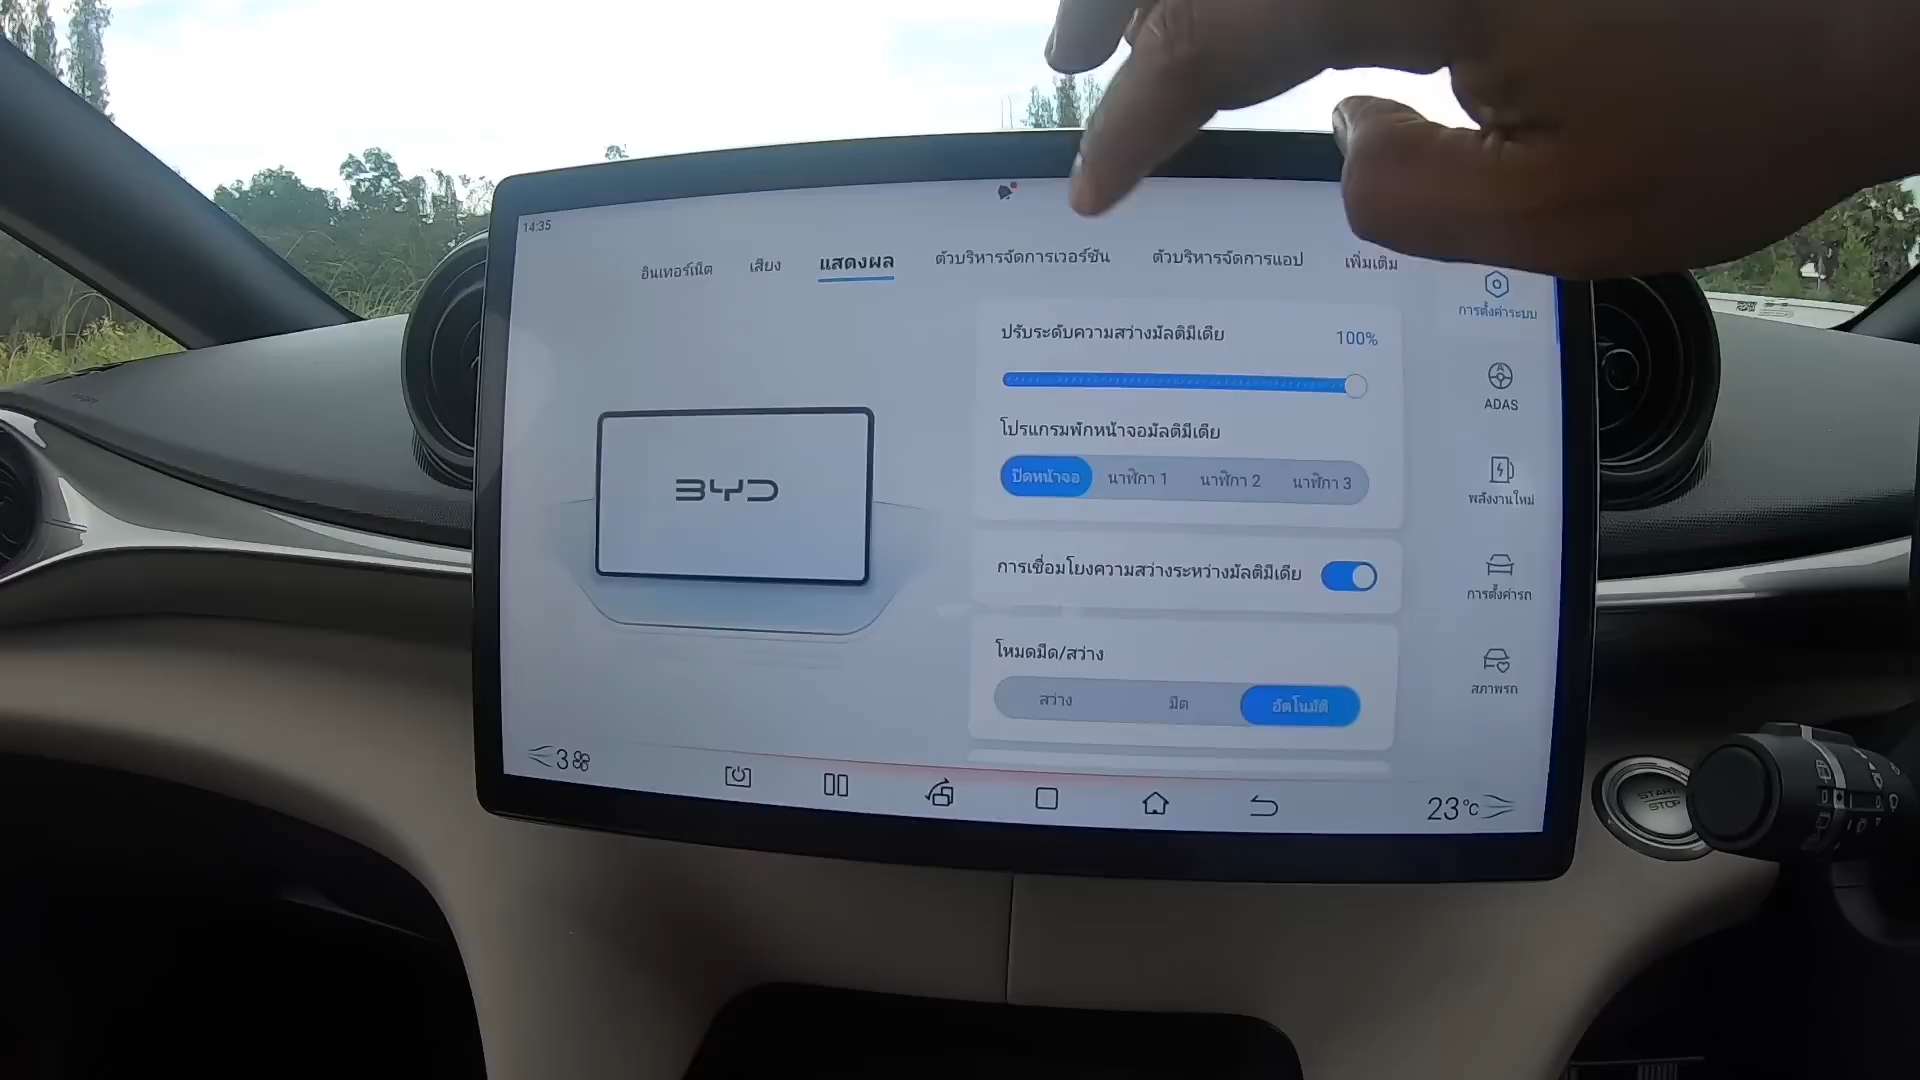 14:35
อินเทอร์เน็ต เสียง แสดงผล ตัวบริหารจัดการเวอร์ชัน ตัวบริหารจัดการแอป เพิ่มเติม
ปรับระดับความสว่างมัลติมีเดีย 100%
โปรแกรมพักหน้าจอมัลติมีเดีย
ปิดหน้าจอ นาฬิกา 1 นาฬิกา 2 นาฬิกา 3
การเชื่อมโยงความสว่างระหว่างมัลติมีเดีย
โหมดมืด/สว่าง
สว่าง มืด อัตโนมัติ
BYD
การตั้งค่าระบบ
ADAS
พลังงานใหม่
การตั้งค่ารถ
สภาพรถ
3
23°C
START
STOP